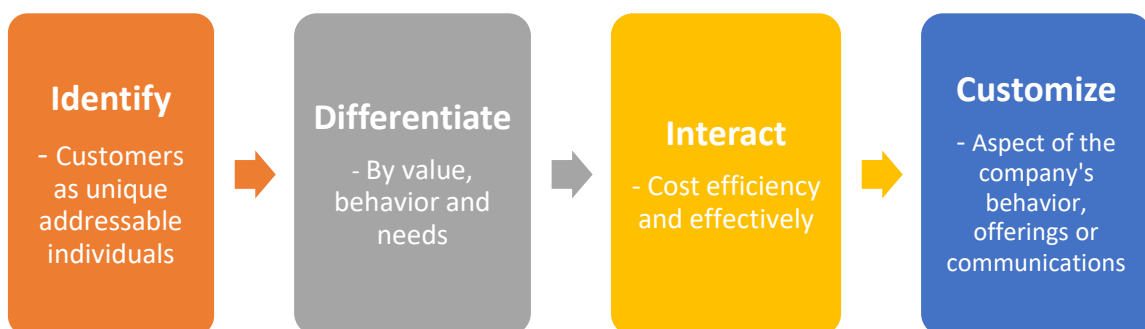 Identify
- Customers
as unique
addressable
individuals
Differentiate
- By value,
behavior and
needs
Interact
- Cost efficiency
and effectively
Customize
- Aspect of the
company's
behavior,
offerings or
communications